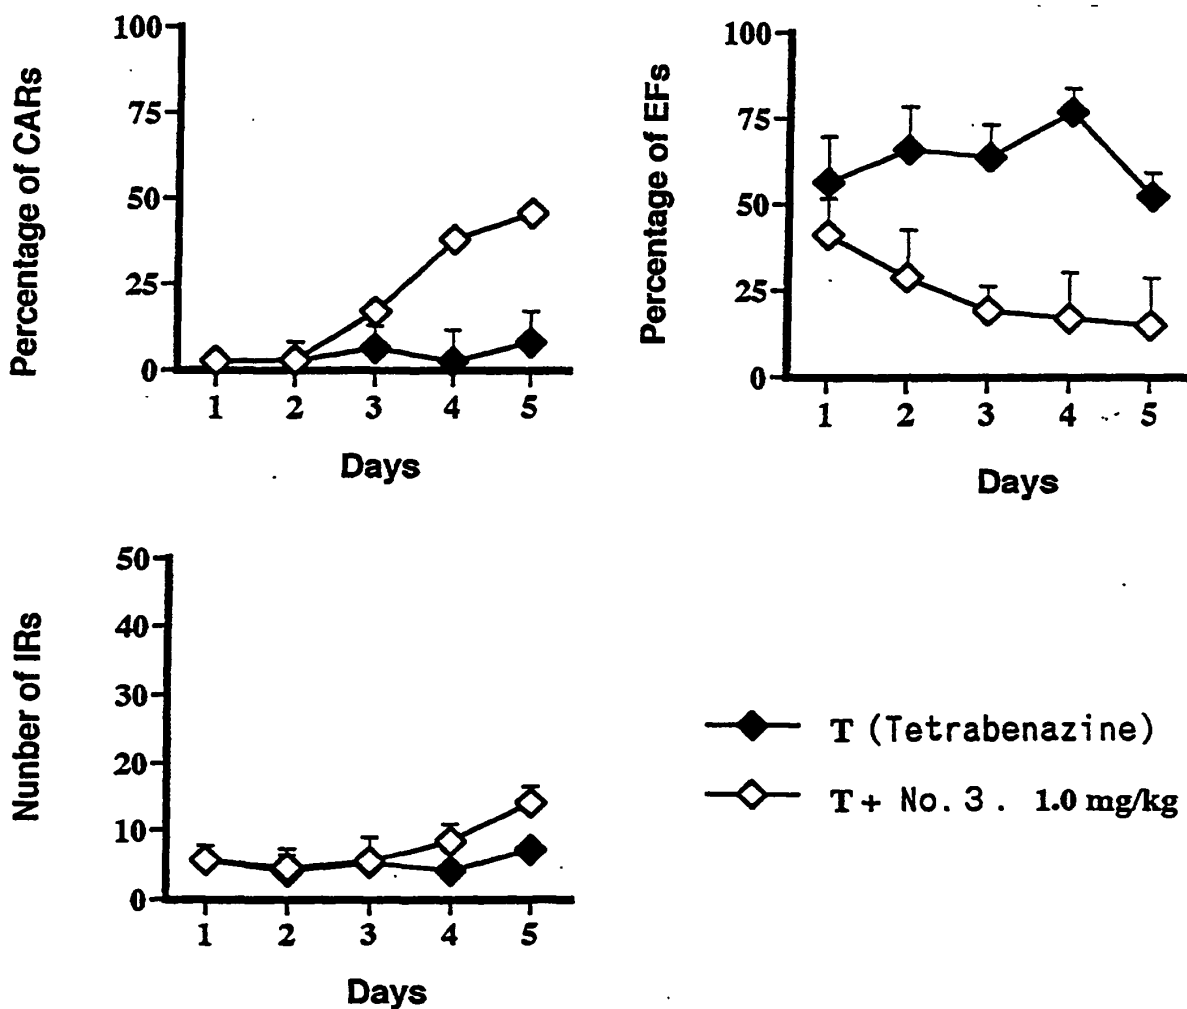 Percentage of CARs
100
75
50
25
0
1 2 3 4 5
Days
Percentage of EFs
100
75
50
25
0
1 2 3 4 5
Days
Nunber of IRs
50
40
30
20
10
0
1 2 3 4 5
Days
T (Tetrabenazine)
T + No. 3 . 1.0 mg/kg